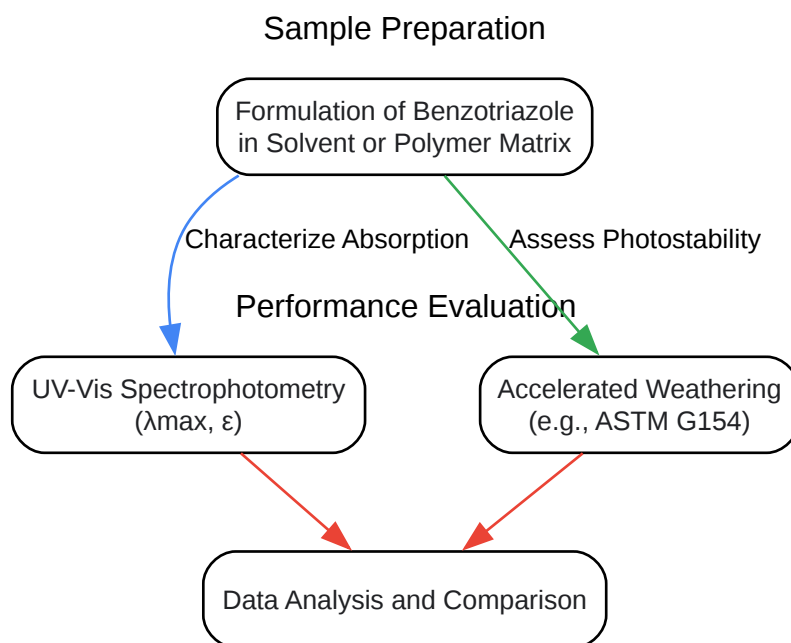 Sample Preparation
Formulation of Benzotriazole
in Solvent or Polymer Matrix
Characterize Absorption
Assess Photostability
Performance Evaluation
UV-Vis Spectrophotometry
(λmax, ε)
Accelerated Weathering
(e.g., ASTM G154)
Data Analysis and Comparison